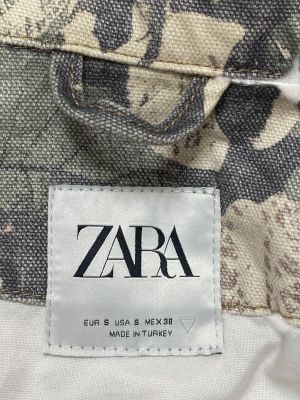 ZARA
EUR S USA S MEX 38
MADE IN TURKEY